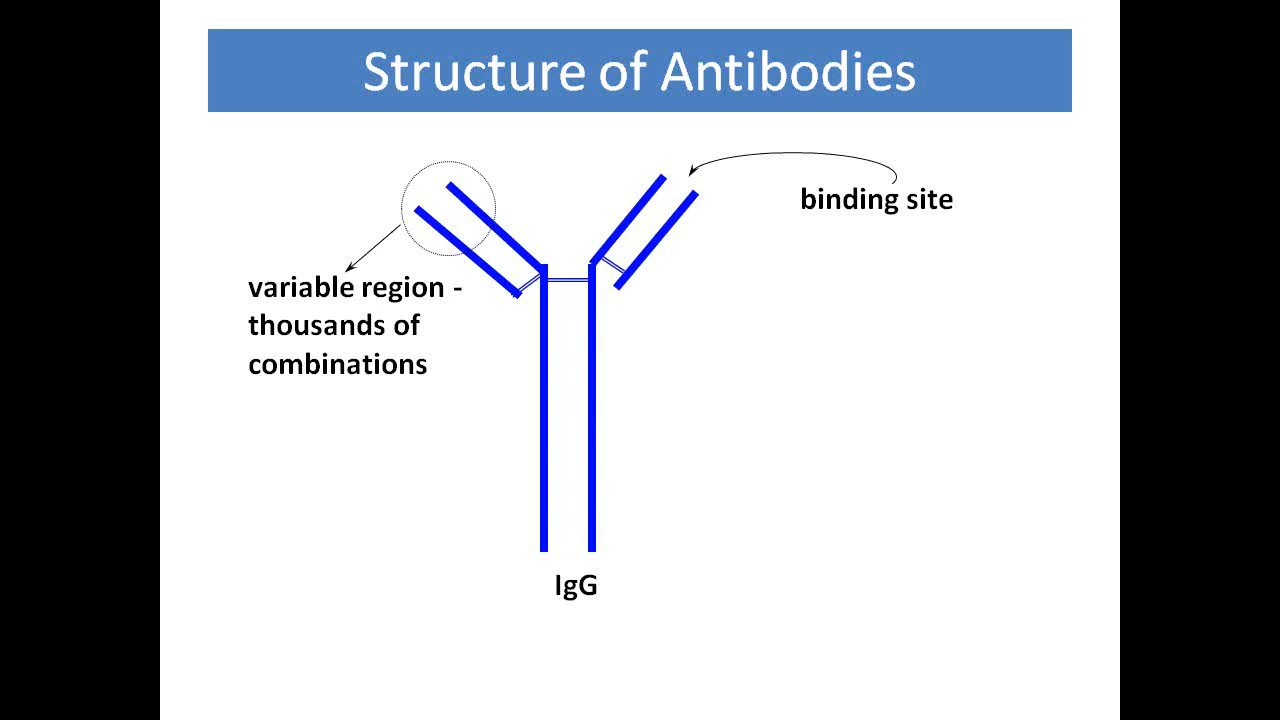 Structure of Antibodies
binding site
variable region -
thousands of
combinations
IgG